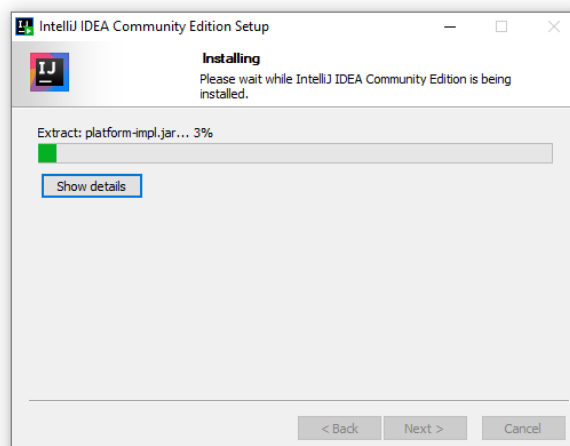 IntelliJ IDEA Community Edition Setup
Installing
Please wait while IntelliJ IDEA Community Edition is being
installed.
IJ
Extract: platform-impl.jar... 3%
Show details
< Back
Next >
Cancel